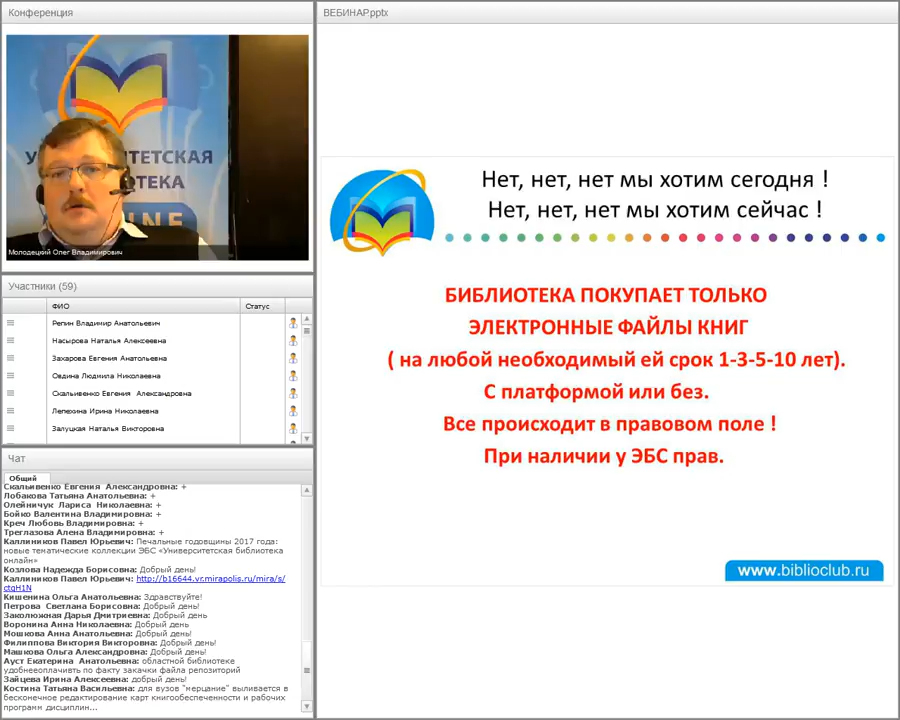 Конференция
УНИВЕРСИТЕТСКАЯ
Молодецкий Олег Владимирович
Участники (59)
ФИО
Статус
Репин Владимир Анатольевич
Насырова Наталья Алексеевна
Захарова Евгения Анатольевна
Овдина Людмила Николаевна
Скальивенко Евгения Александровна
Лепехина Ирина Николаевна
Залуцкая Наталья Викторовна
Чат
Общий
Скальивенко Евгения Александровна: +
Лобакова Татьяна Анатольевна: +
Олейничук Лариса Николаевна: +
Бойко Валентина Владимировна: +
Креч Любовь Владимировна: +
Треглазова Алена Владимировна: +
Каллиников Павел Юрьевич: Печальные годовщины 2017 года:
новые тематические коллекции ЭБС «Университетская библиотека
онлайн»
Козлова Надежда Борисовна: Добрый день!
Каллиников Павел Юрьевич: http://b16644.vr.mirapolis.ru/mira/s/
ctqH1N
Кишенина Ольга Анатольевна: Здравствуйте!
Петрова Светлана Борисовна: Добрый день!
Заколюжная Дарья Дмитриевна: Добрый день
Воронина Анна Николаевна: Добрый день
Мошкова Анна Анатольевна: Добрый день!
Филиппова Виктория Викторовна: Добрый день!
Машкова Ольга Александровна: Добрый день!
Ауст Екатерина Анатольевна: областной библиотеке
удобнееоплачивть по факту закачки файла репозиторий
Зайцева Ирина Алексеевна: добрый день!
Костина Татьяна Васильевна: для вузов "мерцание" выливается в
бесконечное редактирование карт книгообеспеченности и рабочих
программ дисциплин...
ВЕБИНАР.pptx
Нет, нет, нет мы хотим сегодня !
Нет, нет, нет мы хотим сейчас !
БИБЛИОТЕКА ПОКУПАЕТ ТОЛЬКО
ЭЛЕКТРОННЫЕ ФАЙЛЫ КНИГ
( на любой необходимый ей срок 1-3-5-10 лет).
С платформой или без.
Все происходит в правовом поле !
При наличии у ЭБС прав.
www.biblioclub.ru